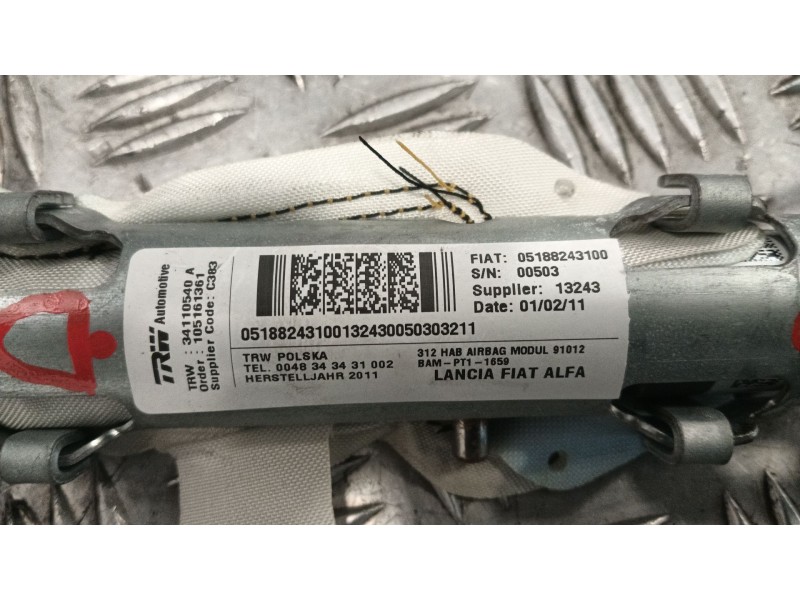 TRW Automotive
TRW : 34110540 A
Order : 105161361
Supplier Code: C383
FIAT: 05188243100
S/N: 00503
Supplier: 13243
Date: 01/02/11
05188243100132430050303211
TRW POLSKA
TEL. 0048 34 34 31 002
HERSTELLJAHR 2011
312 HAB AIRBAG MODUL 91012
BAM-PT1-1659
LANCIA FIAT ALFA